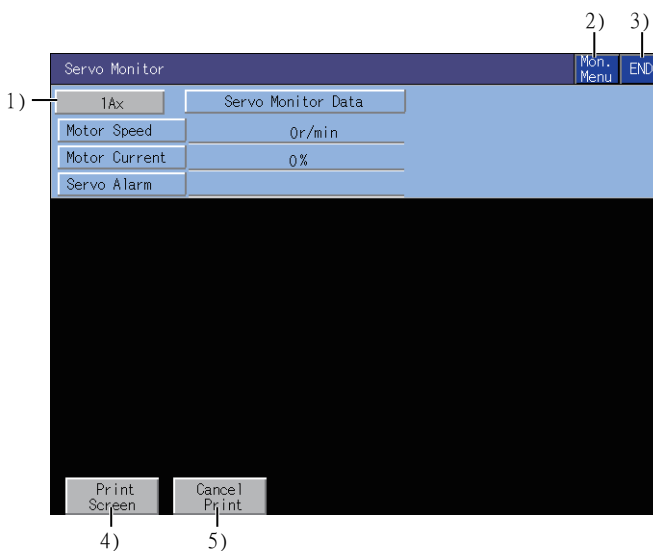 2) 3)
Servo Monitor
Mon.
Menu
END
1)
1Ax
Servo Monitor Data
Motor Speed
0r/min
Motor Current
0%
Servo Alarm
Print
Screen
Cancel
Print
4) 5)